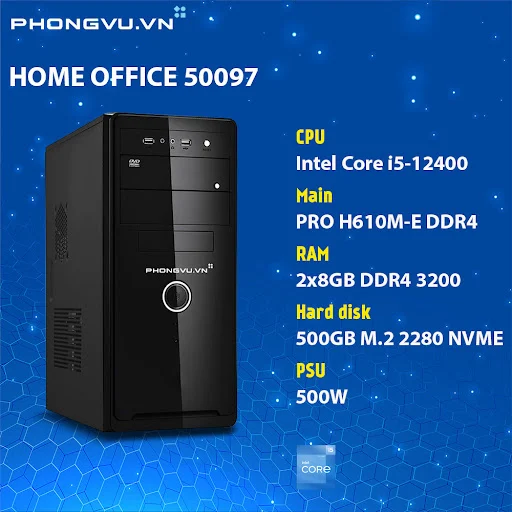 PHONGVU.VN
HOME OFFICE 50097
CPU
Intel Core i5-12400
Main
PRO H610M-E DDR4
RAM
2x8GB DDR4 3200
Hard disk
500GB M.2 2280 NVME
PSU
500W
PHONGVU.VN
CORE i5